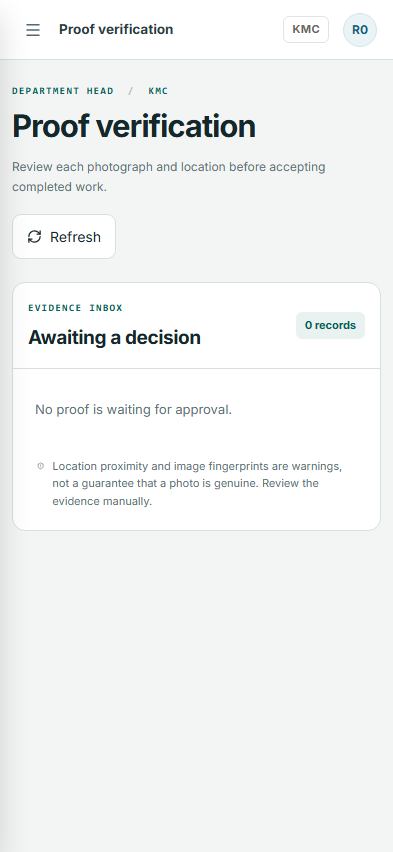 Proof verification
KMC
RO
DEPARTMENT HEAD / KMC
Proof verification
Review each photograph and location before accepting
completed work.
Refresh
EVIDENCE INBOX
Awaiting a decision
0 records
No proof is waiting for approval.
Location proximity and image fingerprints are warnings,
not a guarantee that a photo is genuine. Review the
evidence manually.